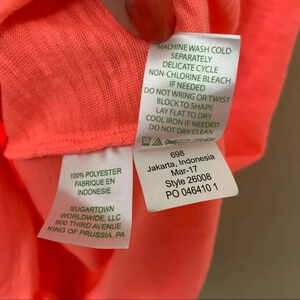 MACHINE WASH COLD
SEPARATELY
DELICATE CYCLE
NON-CHLORINE BLEACH
IF NEEDED
DO NOT WRING OR TWIST
BLOCK TO SHAPE
LAY FLAT TO DRY
COOL IRON IF NEEDED
DO NOT DRY CLEAN
698
Jakarta, Indonesia
Mar-17
Style 26008
PO 046410 1
100% POLYESTER
FABRIQUE EN
INDONESIE
SUGARTOWN
WORLDWIDE, LLC
800 THIRD AVENUE
KING OF PRUSSIA, PA